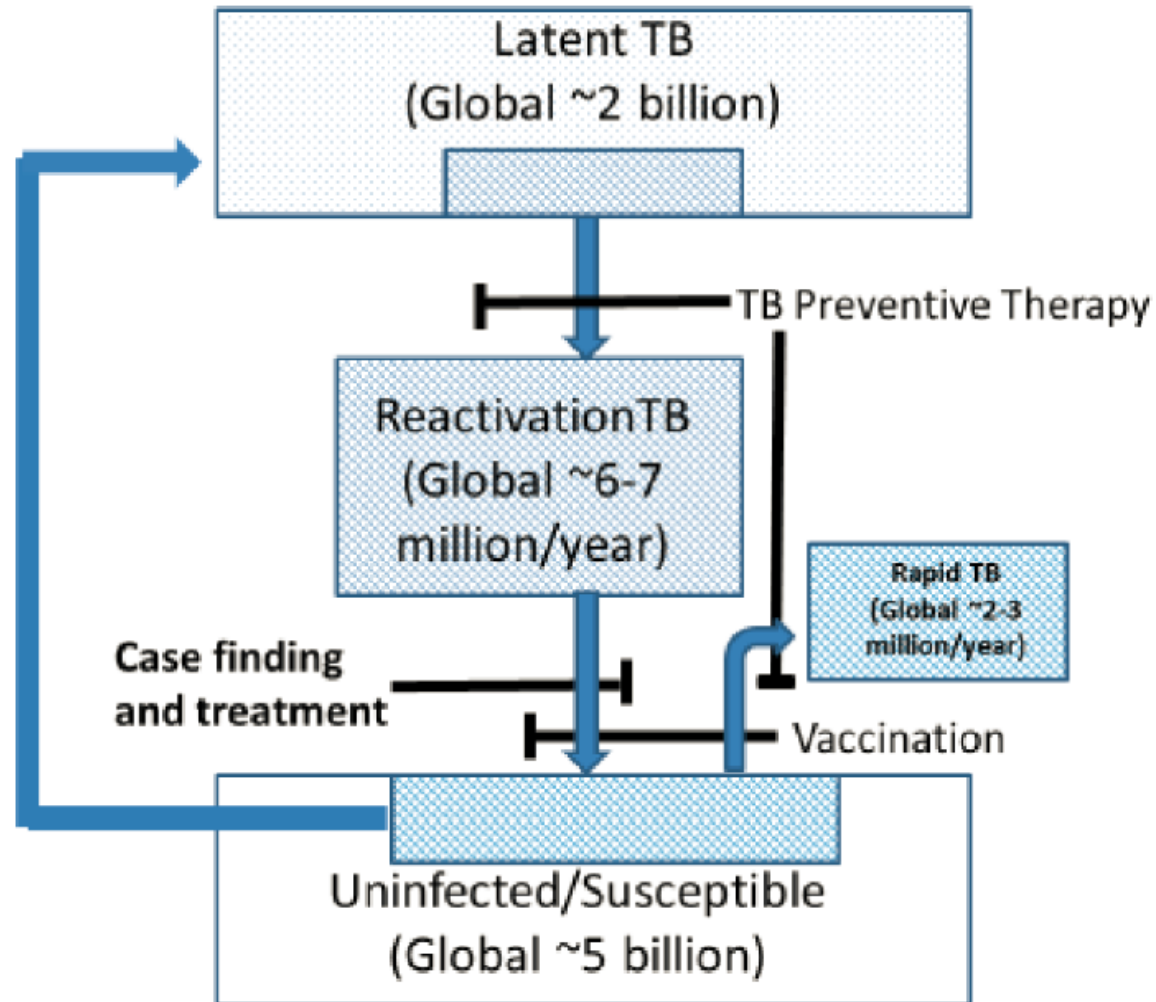 Latent TB
(Global ~2 billion)
TB Preventive Therapy
ReactivationTB
(Global ~6-7
million/year)
Rapid TB
(Global ~2-3
million/year)
Case finding
and treatment
Vaccination
Uninfected/Susceptible
(Global ~5 billion)